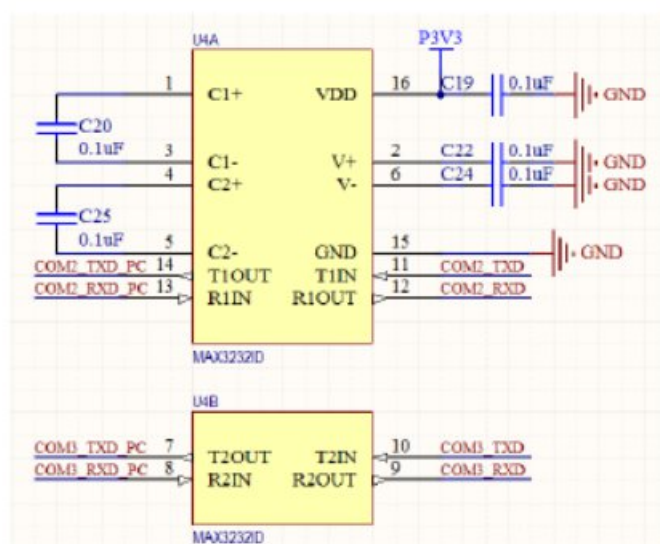 U4A P3V3
1 C1+ VDD 16 C19 0.1uF GND
C20
0.1uF
3 C1- V+ 2 C22 0.1uF GND
4 C2+ V- 6 C24 0.1uF GND
C25
0.1uF
5 C2- GND 15 GND
COM2_TXD_PC 14 T1OUT T1IN 11 COM2_TXD
COM2_RXD_PC 13 R1IN R1OUT 12 COM2_RXD
MAX3232ID
U4B
COM3_TXD_PC 7 T2OUT T2IN 10 COM3_TXD
COM3_RXD_PC 8 R2IN R2OUT 9 COM3_RXD
MAX3232ID